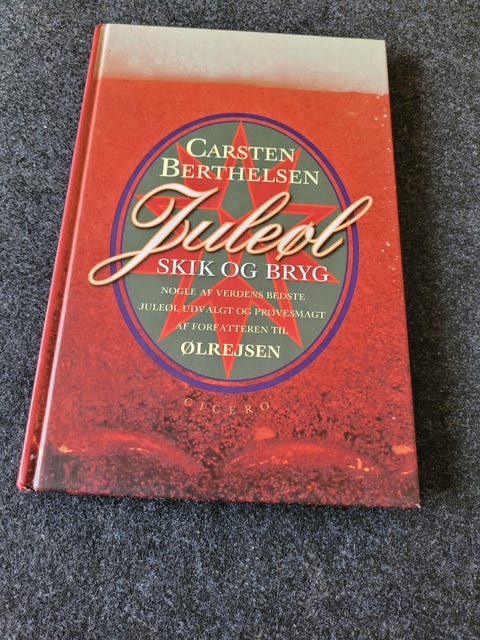 CARSTEN
BERTHELSEN
Juleøl
SKIK OG BRYG
NOGLE AF VERDENS BEDSTE
JULEØL UDVALGT OG PRØVESMAGT
AF FORFATTEREN TIL
ØLREJSEN
CICERO